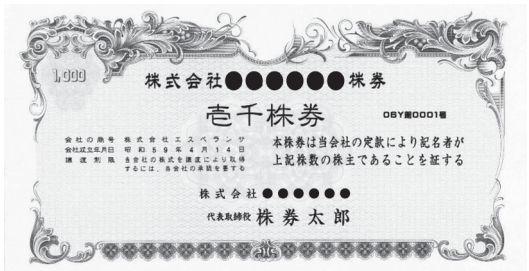 1,000
株式会社●●●●●●株券
壱千株券
06Y第0001号
会社の商号 株式会社エスペランサ
会社成立年月日 昭和59年4月14日
譲渡制限 当会社の株式を譲渡により取得
するには、当会社の承認を要する
本株券は当会社の定款により記名者が
上記株数の株主であることを証する
株式会社●●●●●●
代表取締役 株券太郎